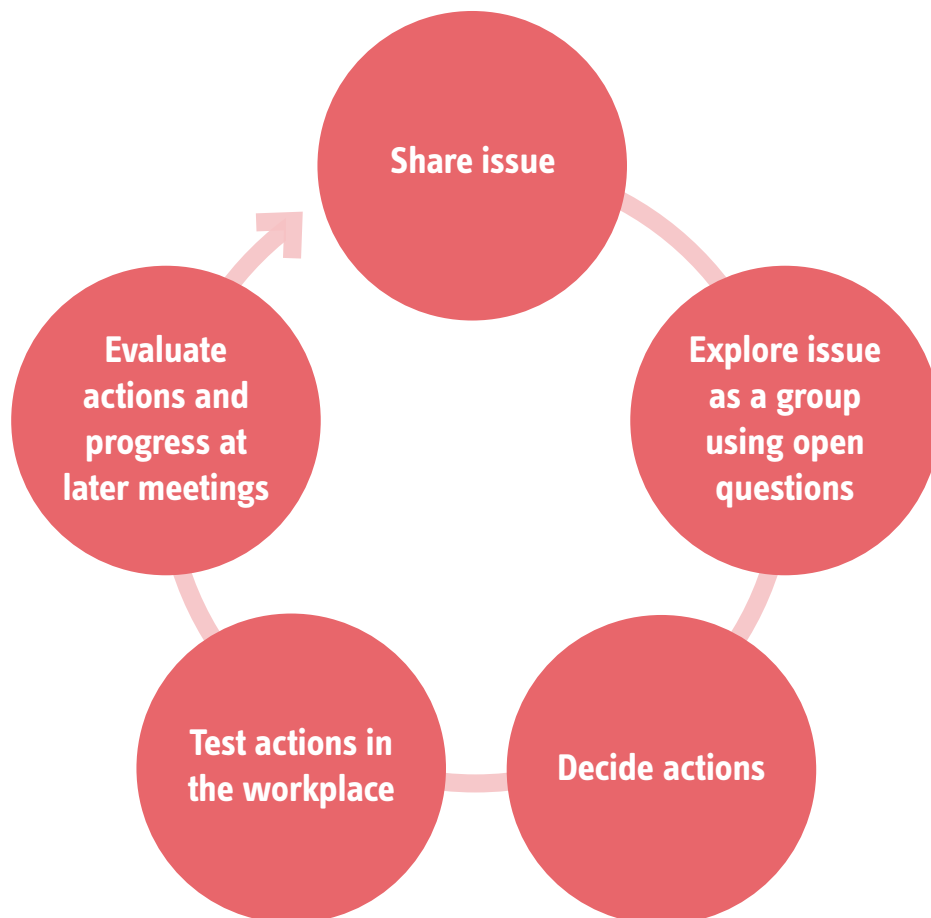 Share issue
Explore issue
as a group
using open
questions
Decide actions
Test actions in
the workplace
Evaluate
actions and
progress at
later meetings